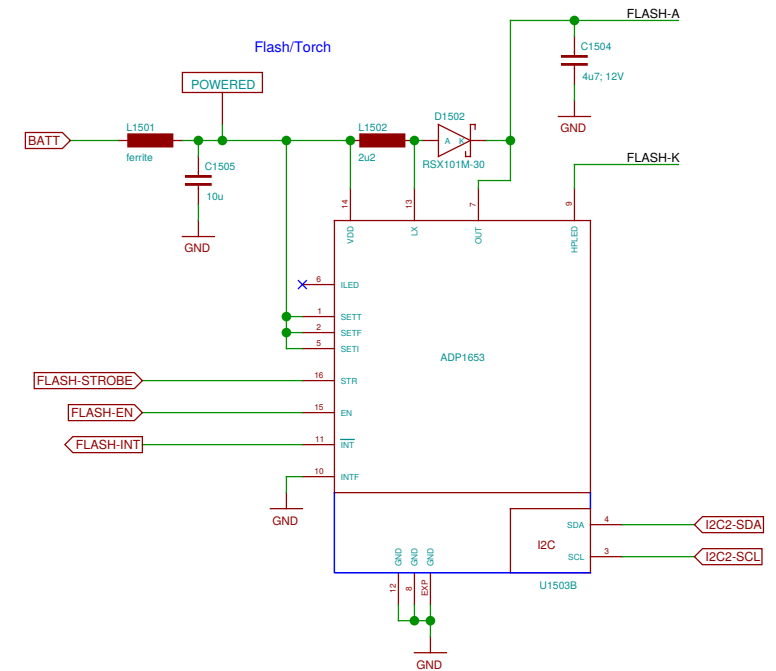 FLASH-A
Flash/Torch
C1504
4u7; 12V
GND
POWERED
BATT
L1501
ferrite
C1505
10u
GND
L1502
2u2
D1502
A K
RSX101M-30
FLASH-K
14
13
7
9
VDD
LX
OUT
HPLED
6
ILED
1
SETT
2
SETF
5
SETI
ADP1653
FLASH-STROBE
16
STR
FLASH-EN
15
EN
FLASH-INT
11
INT
10
INTF
GND
SDA
4
I2C2-SDA
I2C
SCL
3
I2C2-SCL
GND
GND
GND
U1503B
12
8
EXP
GND